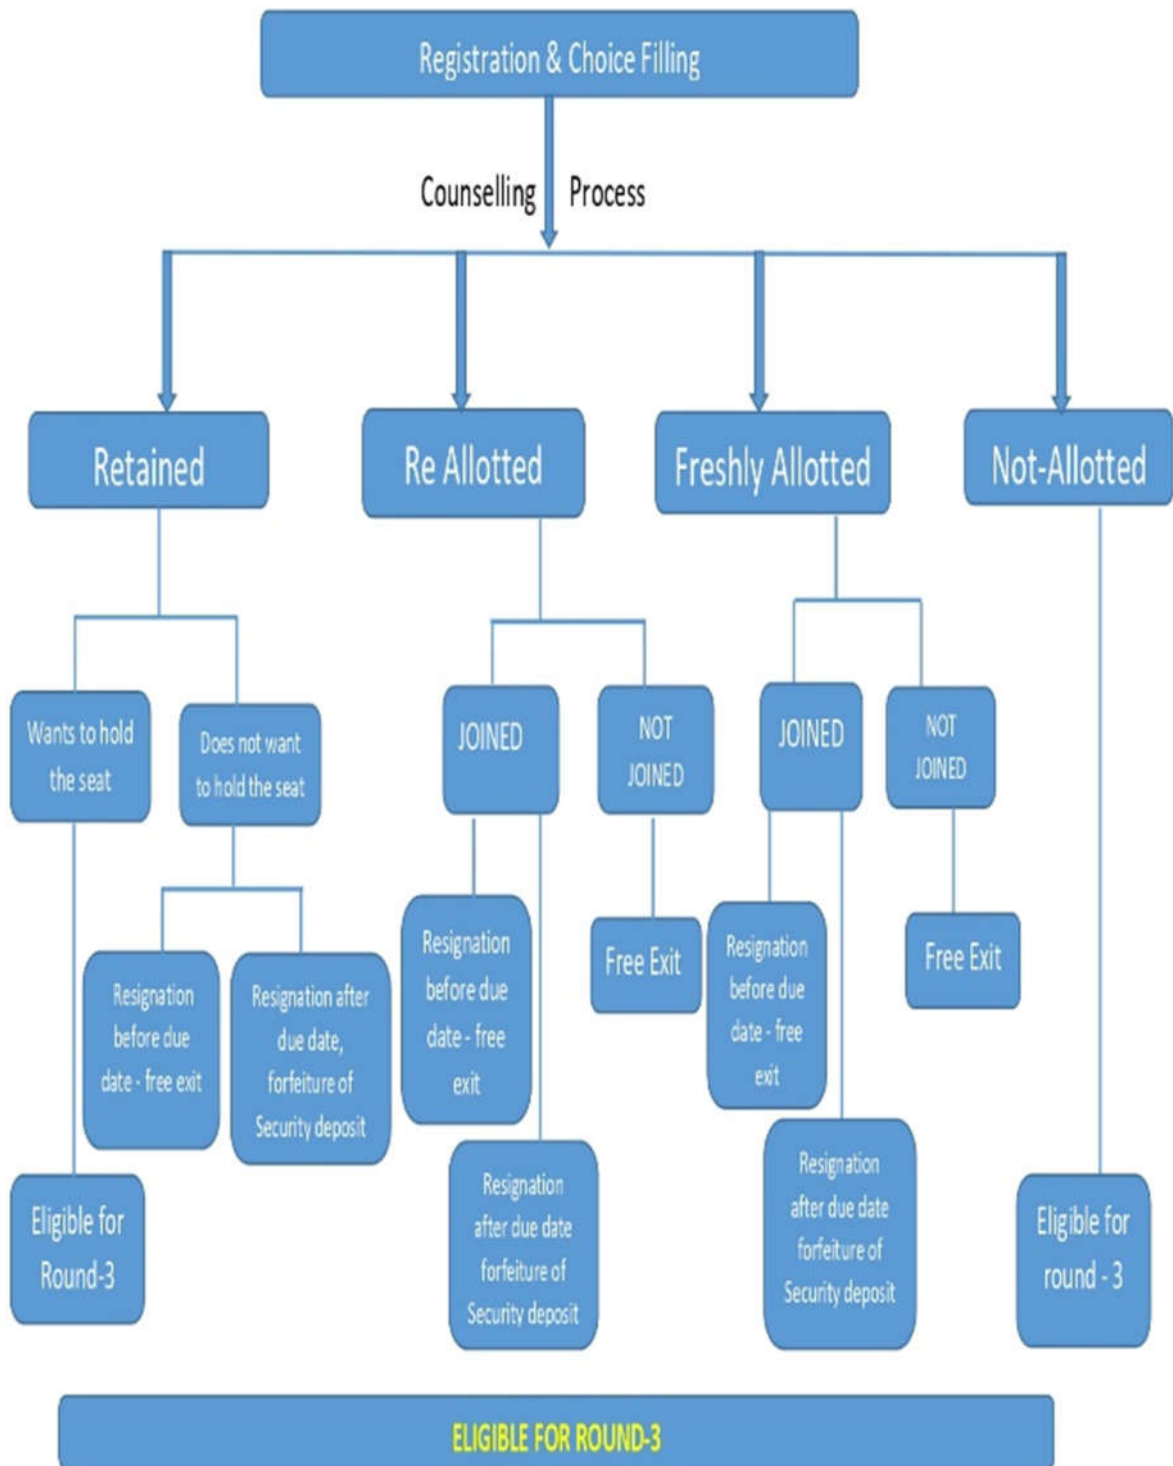 Registration & Choice Filling
Counselling Process
Retained
Re Allotted
Freshly Allotted
Not-Allotted
Wants to hold
the seat
Does not want
to hold the seat
JOINED
NOT
JOINED
JOINED
NOT
JOINED
Resignation
before due
date - free exit
Resignation after
due date,
forfeiture of
Security deposit
Resignation
before due
date - free
exit
Free Exit
Resignation
before due
date - free
exit
Free Exit
Eligible for
Round-3
Resignation
after due date
forfeiture of
Security deposit
Resignation
after due date
forfeiture of
Security deposit
Eligible for
round - 3
ELIGIBLE FOR ROUND-3